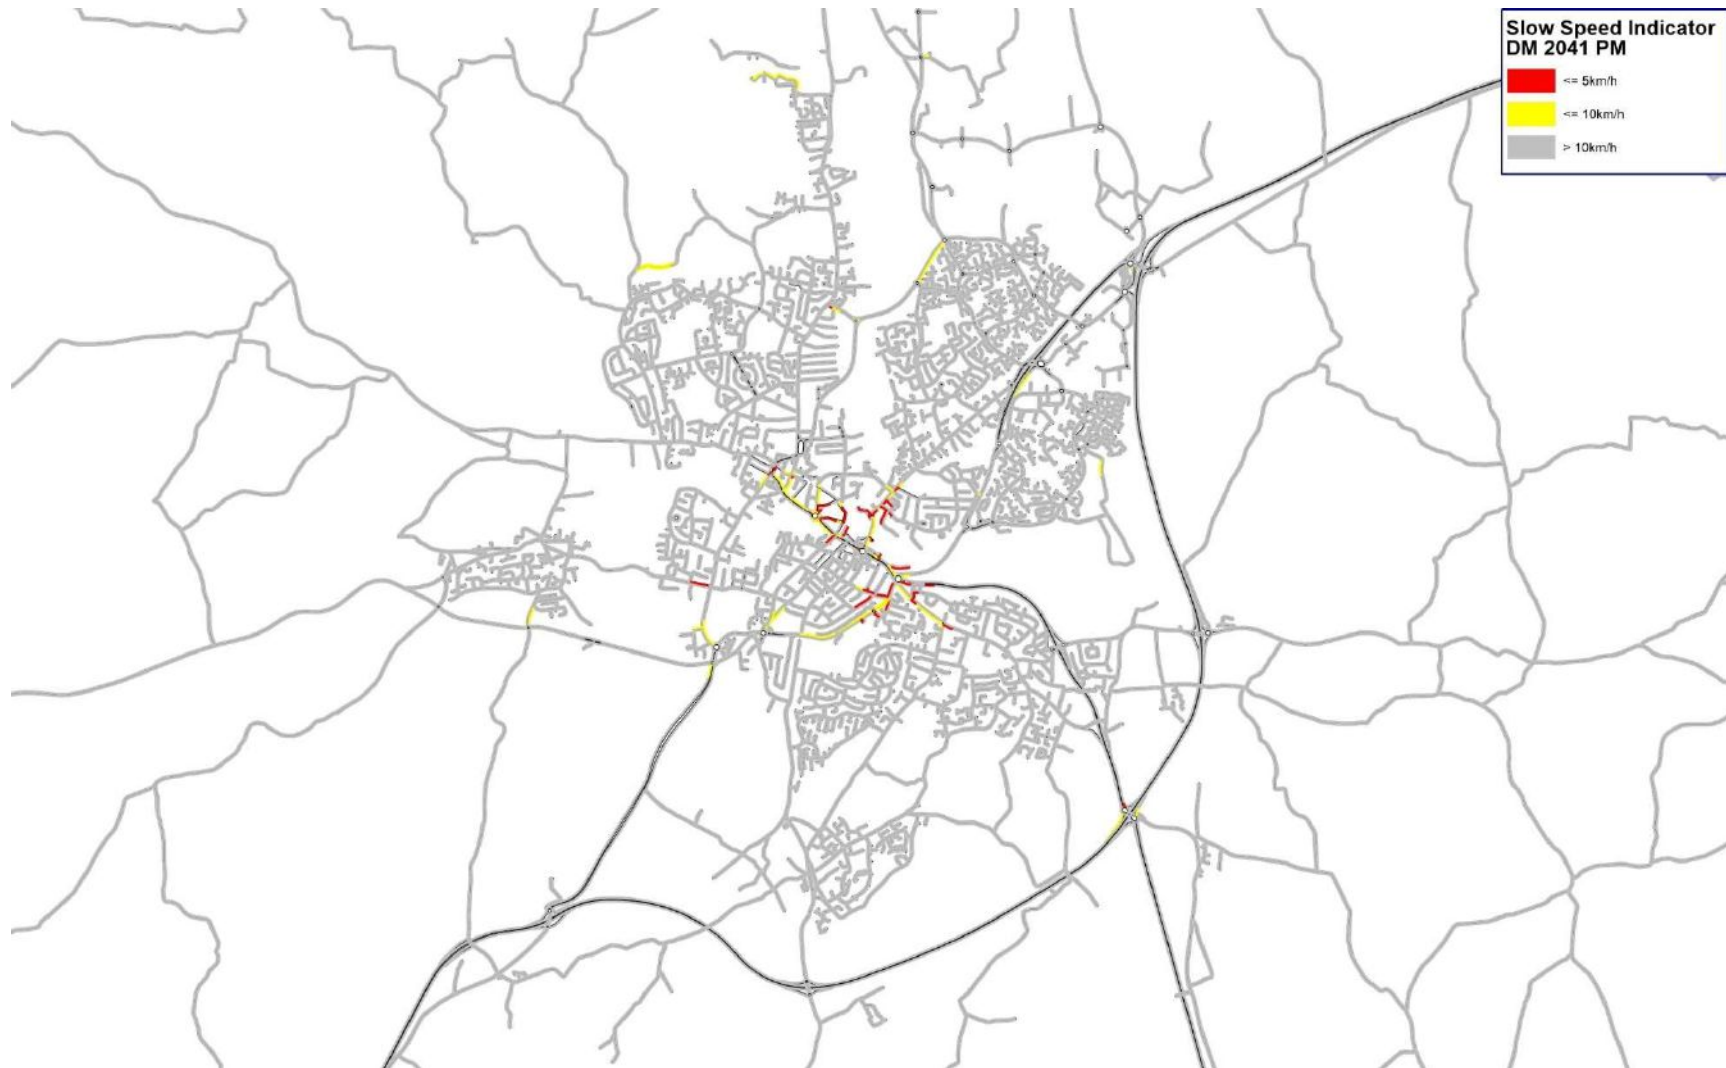 Slow Speed Indicator
DM 2041 PM
<= 5km/h
<= 10km/h
> 10km/h